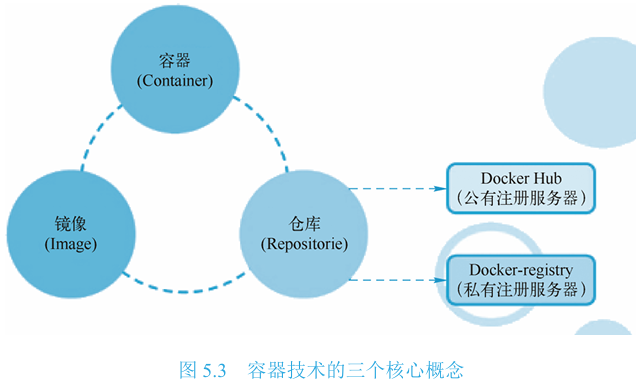 容器
(Container)
镜像
(Image)
仓库
(Repositorie)
Docker Hub
（公有注册服务器）
Docker-registry
（私有注册服务器）
图 5.3 容器技术的三个核心概念